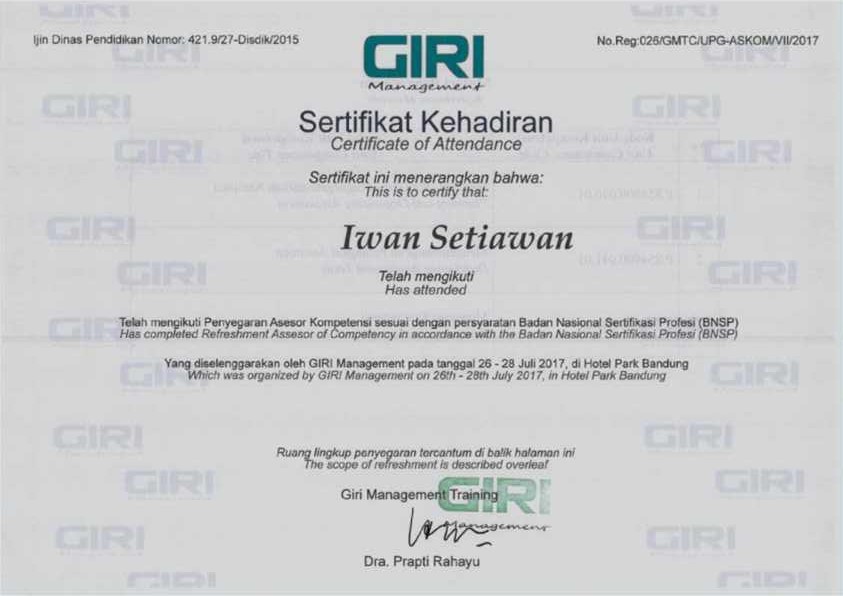 Ijin Dinas Pendidikan Nomor: 421.9/27-Disdik/2015
No.Reg:026/GMTC/UPG-ASKOM/VII/2017
GIRI
Management
Sertifikat Kehadiran
Certificate of Attendance
Sertifikat ini menerangkan bahwa:
This is to certify that:
Iwan Setiawan
Telah mengikuti
Has attended
Telah mengikuti Penyegaran Asesor Kompetensi sesuai dengan persyaratan Badan Nasional Sertifikasi Profesi (BNSP)
Has completed Refreshment Assesor of Competency in accordance with the Badan Nasional Sertifikasi Profesi (BNSP)
Yang diselenggarakan oleh GIRI Management pada tanggal 26 - 28 Juli 2017, di Hotel Park Bandung
Which was organized by GIRI Management on 26th - 28th July 2017, in Hotel Park Bandung
Ruang lingkup penyegaran tercantum di balik halaman ini
The scope of refreshment is described overleaf
Giri Management Training
GIRI
Management
Dra. Prapti Rahayu